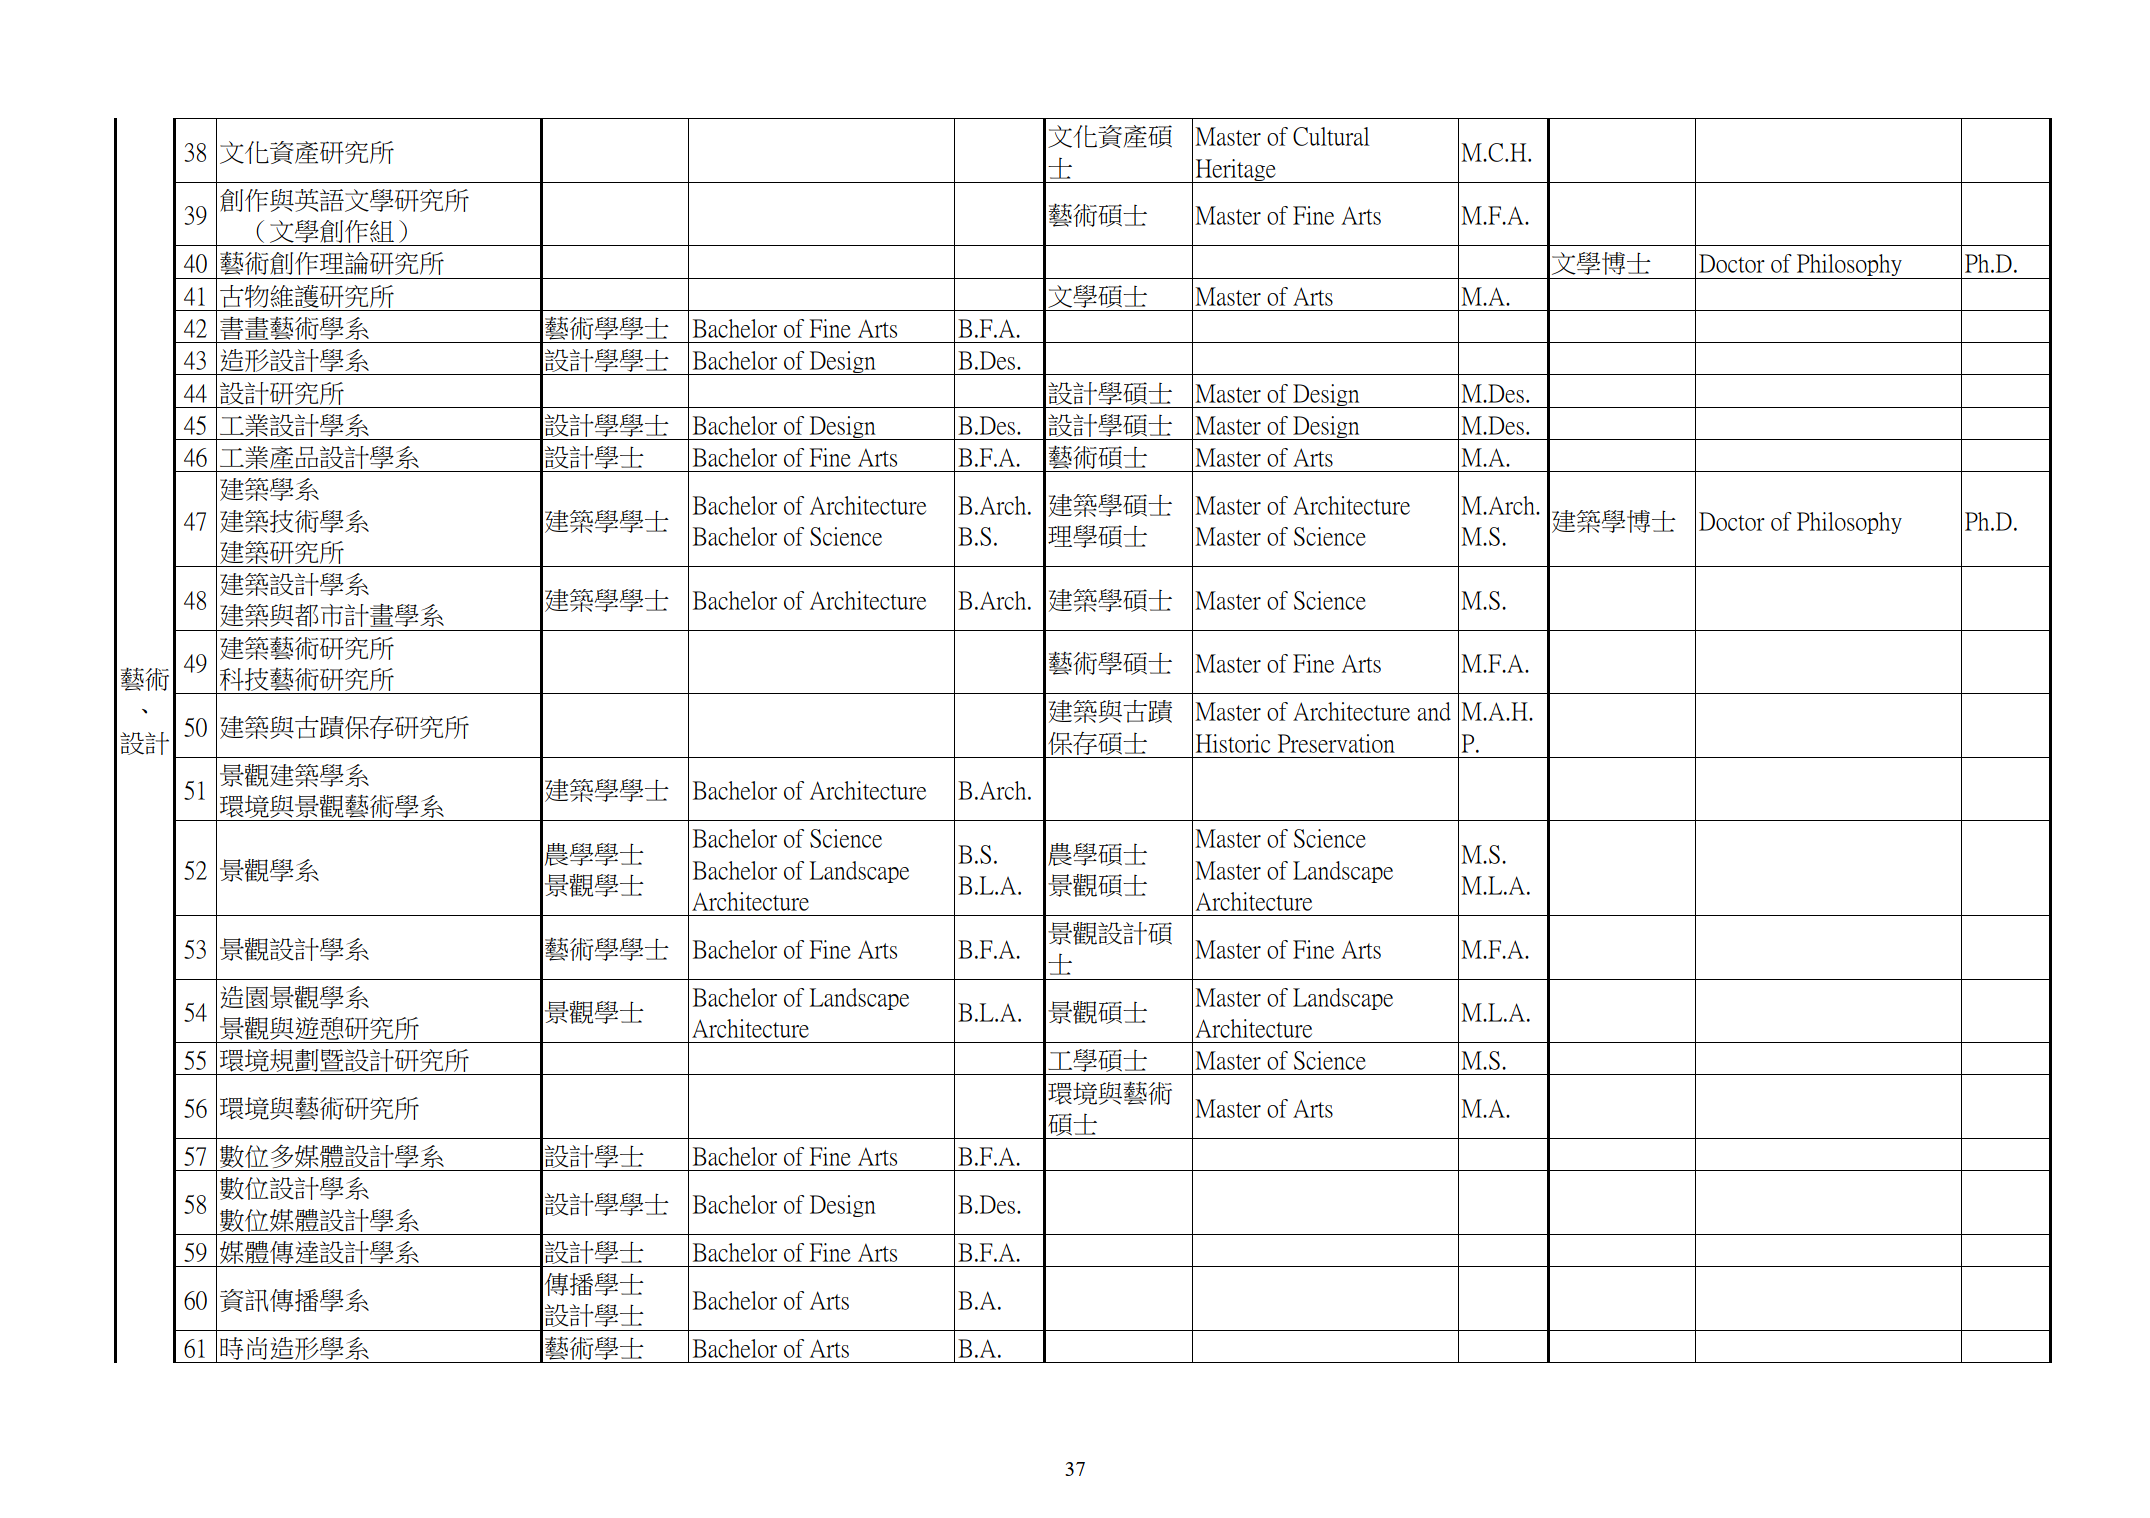 藝術
、
設計
38 文化資產研究所 文化資產碩士 Master of Cultural Heritage M.C.H.
39 創作與英語文學研究所（文學創作組） 藝術碩士 Master of Fine Arts M.F.A.
40 藝術創作理論研究所 文學博士 Doctor of Philosophy Ph.D.
41 古物維護研究所 文學碩士 Master of Arts M.A.
42 書畫藝術學系 藝術學學士 Bachelor of Fine Arts B.F.A.
43 造形設計學系 設計學學士 Bachelor of Design B.Des.
44 設計研究所 設計學碩士 Master of Design M.Des.
45 工業設計學系 設計學學士 Bachelor of Design B.Des. 設計學碩士 Master of Design M.Des.
46 工業產品設計學系 設計學士 Bachelor of Fine Arts B.F.A. 藝術碩士 Master of Arts M.A.
47 建築學系 建築技術學系 建築研究所 建築學學士 Bachelor of Architecture Bachelor of Science B.Arch. B.S. 建築學碩士 理學碩士 Master of Architecture Master of Science M.Arch. M.S. 建築學博士 Doctor of Philosophy Ph.D.
48 建築設計學系 建築與都市計畫學系 建築學學士 Bachelor of Architecture B.Arch. 建築學碩士 Master of Science M.S.
49 建築藝術研究所 科技藝術研究所 藝術學碩士 Master of Fine Arts M.F.A.
50 建築與古蹟保存研究所 建築與古蹟保存碩士 Master of Architecture and Historic Preservation M.A.H.P.
51 景觀建築學系 環境與景觀藝術學系 建築學學士 Bachelor of Architecture B.Arch.
52 景觀學系 農學學士 景觀學士 Bachelor of Science Bachelor of Landscape Architecture B.S. B.L.A. 農學碩士 景觀碩士 Master of Science Master of Landscape Architecture M.S. M.L.A.
53 景觀設計學系 藝術學學士 Bachelor of Fine Arts B.F.A. 景觀設計碩士 Master of Fine Arts M.F.A.
54 造園景觀學系 景觀與遊憩研究所 景觀學士 Bachelor of Landscape Architecture B.L.A. 景觀碩士 Master of Landscape Architecture M.L.A.
55 環境規劃暨設計研究所 工學碩士 Master of Science M.S.
56 環境與藝術研究所 環境與藝術碩士 Master of Arts M.A.
57 數位多媒體設計學系 設計學士 Bachelor of Fine Arts B.F.A.
58 數位設計學系 數位媒體設計學系 設計學學士 Bachelor of Design B.Des.
59 媒體傳達設計學系 設計學士 Bachelor of Fine Arts B.F.A.
60 資訊傳播學系 傳播學士 設計學士 Bachelor of Arts B.A.
61 時尚造形學系 藝術學士 Bachelor of Arts B.A.
37